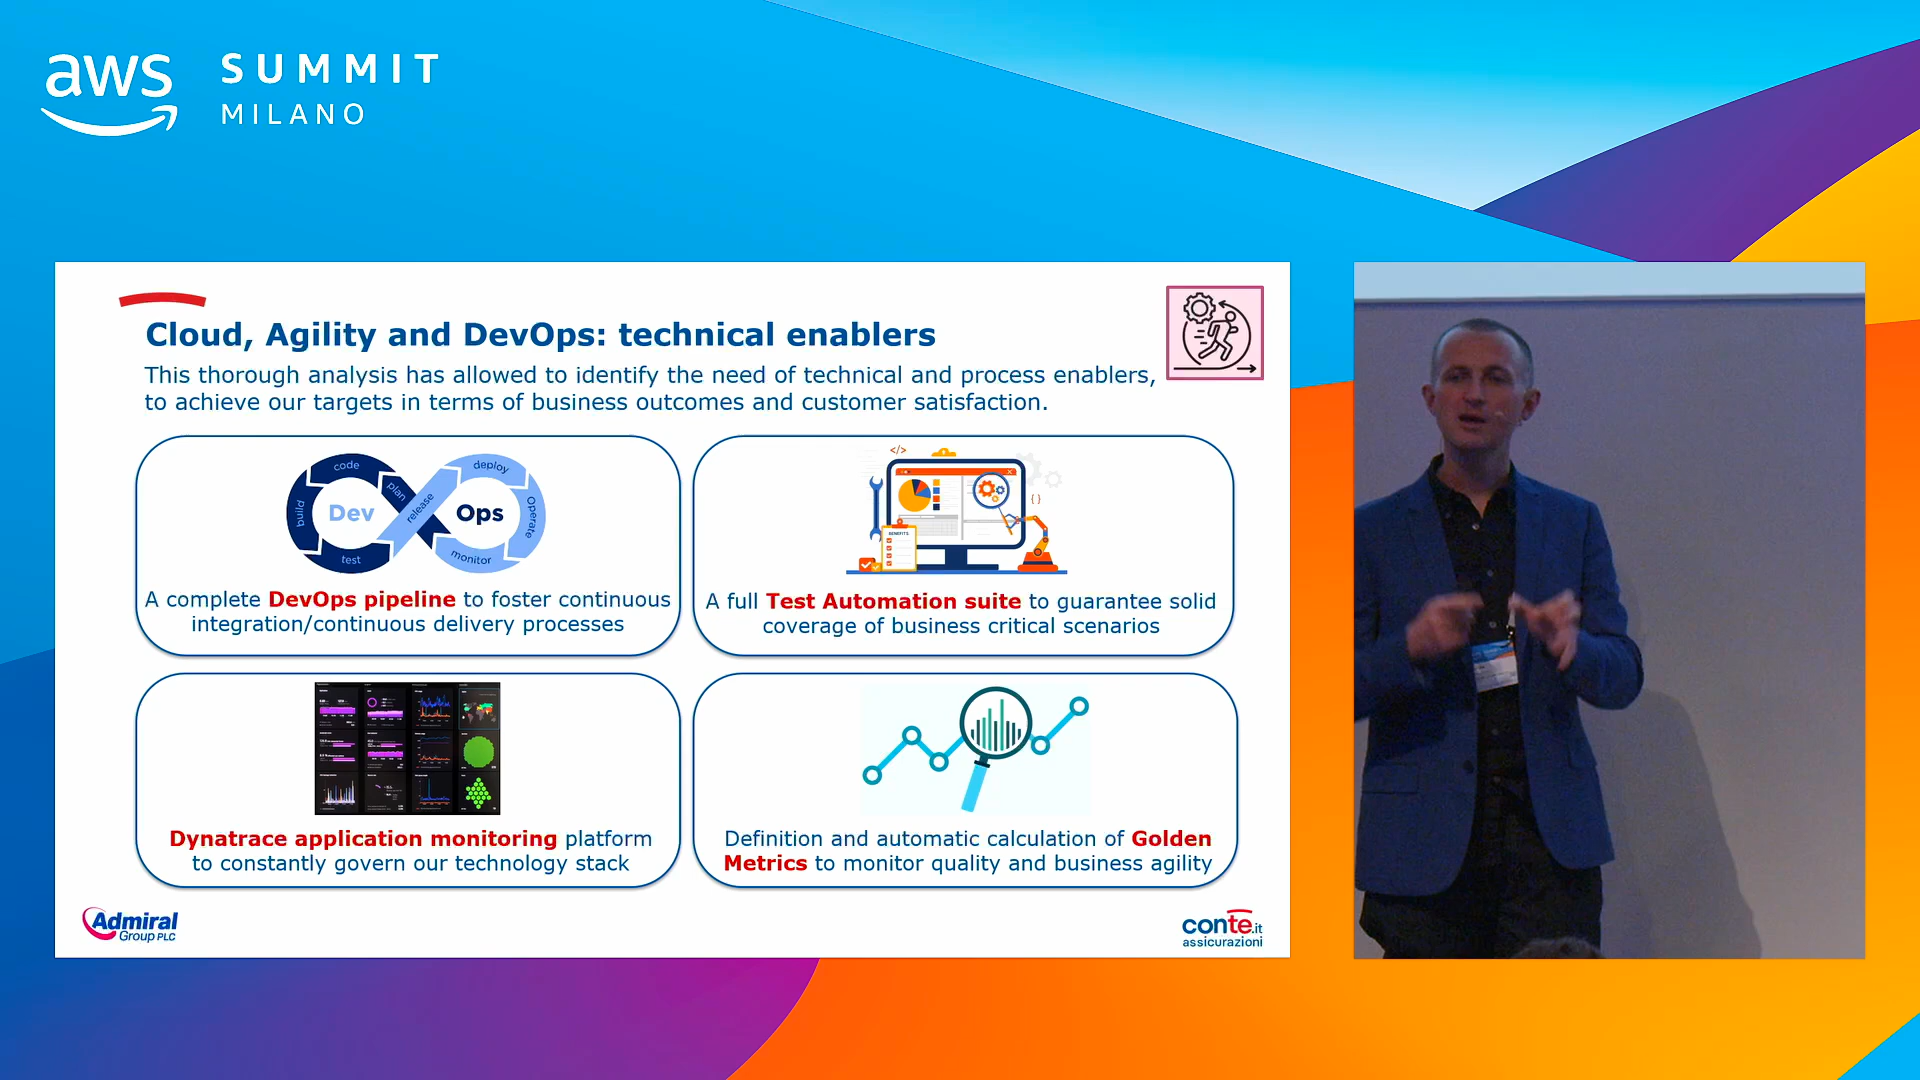 aws
SUMMIT
MILANO
Cloud, Agility and DevOps: technical enablers
This thorough analysis has allowed to identify the need of technical and process enablers,
to achieve our targets in terms of business outcomes and customer satisfaction.
code
plan
build
test
Dev
release
deploy
Operate
monitor
Ops
A complete DevOps pipeline to foster continuous
integration/continuous delivery processes
</>
{ }
BENEFITS
A full Test Automation suite to guarantee solid
coverage of business critical scenarios
Dynatrace application monitoring platform
to constantly govern our technology stack
Definition and automatic calculation of Golden
Metrics to monitor quality and business agility
Admiral
Group PLC
conte.it
assicurazioni